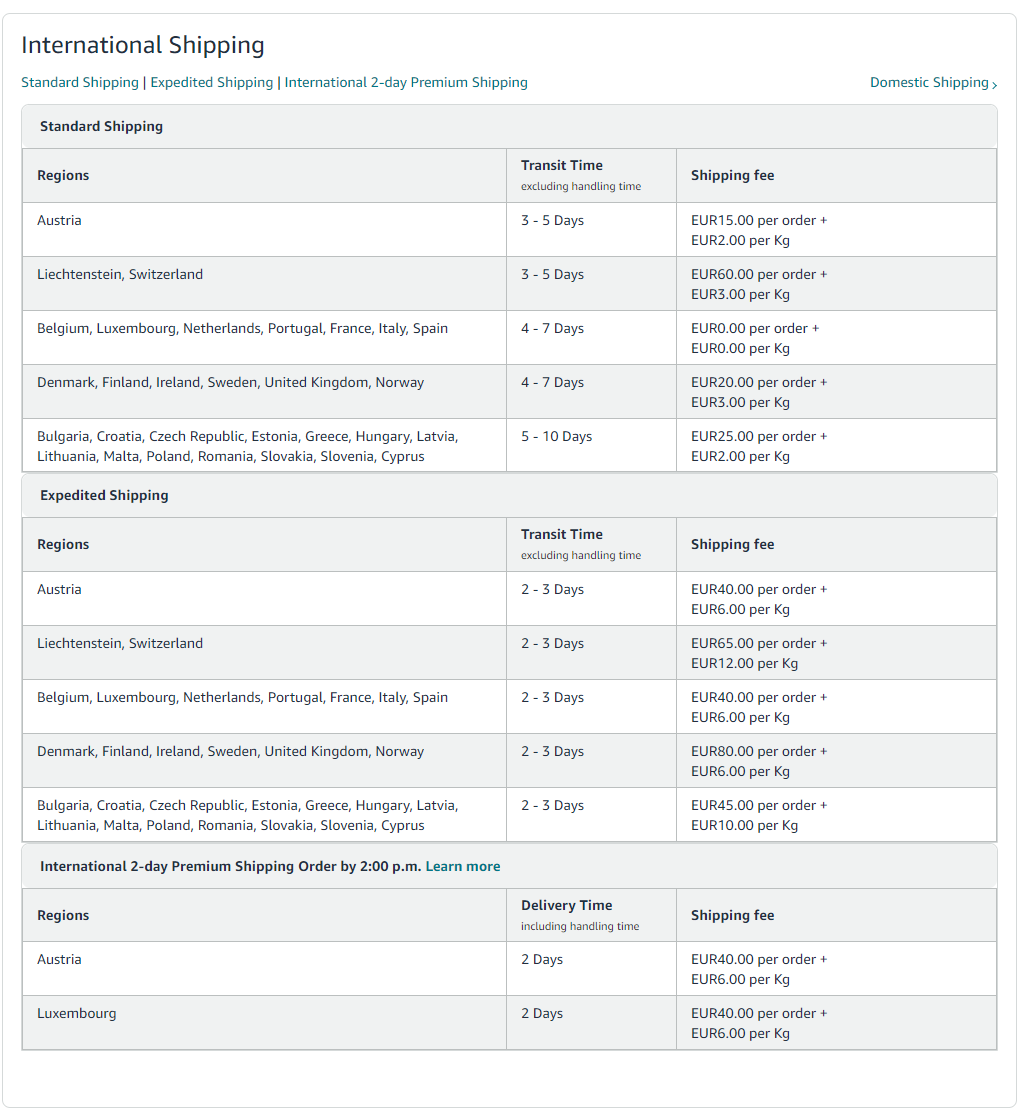 International Shipping
Standard Shipping | Expedited Shipping | International 2-day Premium Shipping
Domestic Shipping ›
Standard Shipping
Regions
Transit Time
excluding handling time
Shipping fee
Austria
3 - 5 Days
EUR15.00 per order +
EUR2.00 per Kg
Liechtenstein, Switzerland
3 - 5 Days
EUR60.00 per order +
EUR3.00 per Kg
Belgium, Luxembourg, Netherlands, Portugal, France, Italy, Spain
4 - 7 Days
EUR0.00 per order +
EUR0.00 per Kg
Denmark, Finland, Ireland, Sweden, United Kingdom, Norway
4 - 7 Days
EUR20.00 per order +
EUR3.00 per Kg
Bulgaria, Croatia, Czech Republic, Estonia, Greece, Hungary, Latvia,
Lithuania, Malta, Poland, Romania, Slovakia, Slovenia, Cyprus
5 - 10 Days
EUR25.00 per order +
EUR2.00 per Kg
Expedited Shipping
Regions
Transit Time
excluding handling time
Shipping fee
Austria
2 - 3 Days
EUR40.00 per order +
EUR6.00 per Kg
Liechtenstein, Switzerland
2 - 3 Days
EUR65.00 per order +
EUR12.00 per Kg
Belgium, Luxembourg, Netherlands, Portugal, France, Italy, Spain
2 - 3 Days
EUR40.00 per order +
EUR6.00 per Kg
Denmark, Finland, Ireland, Sweden, United Kingdom, Norway
2 - 3 Days
EUR80.00 per order +
EUR6.00 per Kg
Bulgaria, Croatia, Czech Republic, Estonia, Greece, Hungary, Latvia,
Lithuania, Malta, Poland, Romania, Slovakia, Slovenia, Cyprus
2 - 3 Days
EUR45.00 per order +
EUR10.00 per Kg
International 2-day Premium Shipping Order by 2:00 p.m. Learn more
Regions
Delivery Time
including handling time
Shipping fee
Austria
2 Days
EUR40.00 per order +
EUR6.00 per Kg
Luxembourg
2 Days
EUR40.00 per order +
EUR6.00 per Kg